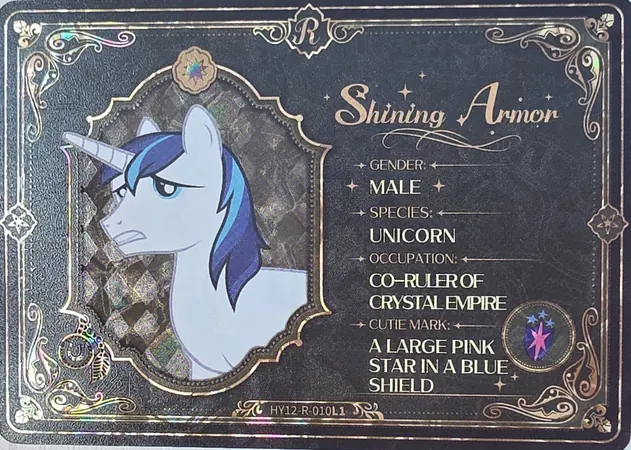 R
Shining Armor
GENDER:
MALE
SPECIES:
UNICORN
OCCUPATION:
CO-RULER OF
CRYSTAL EMPIRE
CUTIE MARK:
A LARGE PINK
STAR IN A BLUE
SHIELD
HY12-R-010L1